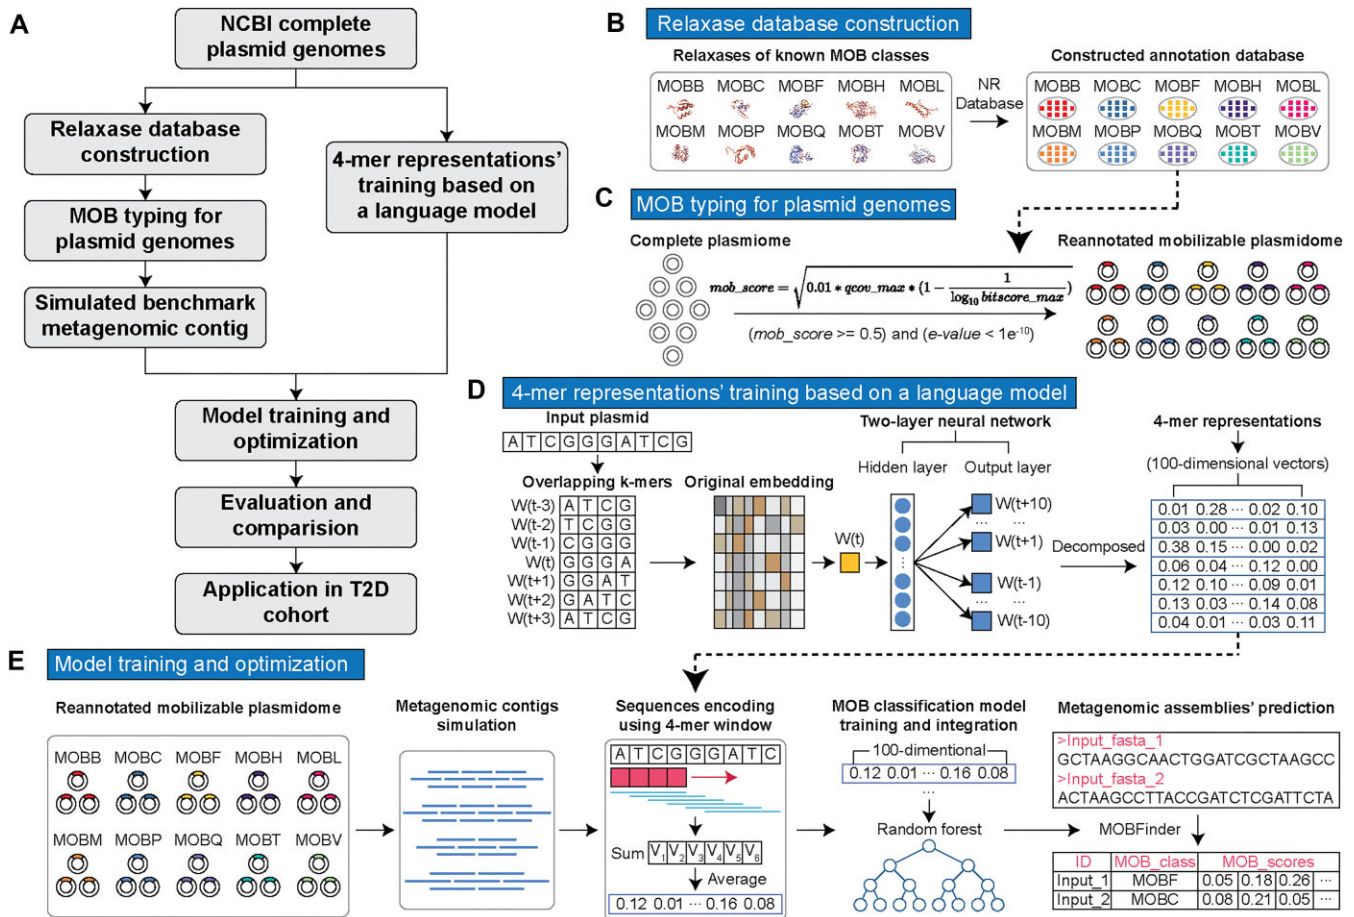 A
NCBI complete
plasmid genomes
Relaxase database
construction
MOB typing for
plasmid genomes
Simulated benchmark
metagenomic contig
4-mer representations'
training based on
a language model
Model training and
optimization
Evaluation and
comparision
Application in T2D
cohort
B
Relaxase database construction
Relaxases of known MOB classes
MOBB MOBC MOBF MOBH MOBL
MOBM MOBP MOBQ MOBT MOBV
NR
Database
Constructed annotation database
MOBB MOBC MOBF MOBH MOBL
MOBM MOBP MOBQ MOBT MOBV
C
MOB typing for plasmid genomes
Complete plasmiome
mob_score = √0.01 * qcov_max * (1 − 1 / log10 bitscore_max)
(mob_score >= 0.5) and (e-value < 1e-10)
Reannotated mobilizable plasmidome
D
4-mer representations' training based on a language model
Input plasmid
A T C G G G A T C G
Overlapping k-mers
W(t-3) A T C G
W(t-2) T C G G
W(t-1) C G G G
W(t) G G G A
W(t+1) G G A T
W(t+2) G A T C
W(t+3) A T C G
Original embedding
W(t)
Two-layer neural network
Hidden layer Output layer
⋮
W(t+10)
... ...
W(t+1)
W(t-1)
... ...
W(t-10)
Decomposed
4-mer representations
(100-dimensional vectors)
0.01 0.28 ... 0.02 0.10
0.03 0.00 ... 0.01 0.13
0.38 0.15 ... 0.00 0.02
0.06 0.04 ... 0.12 0.00
0.12 0.10 ... 0.09 0.01
0.13 0.03 ... 0.14 0.08
0.04 0.01 ... 0.03 0.11
E
Model training and optimization
Reannotated mobilizable plasmidome
MOBB MOBC MOBF MOBH MOBL
MOBM MOBP MOBQ MOBT MOBV
Metagenomic contigs
simulation
Sequences encoding
using 4-mer window
A T C G G G A T C
Sum V1 V2 V3 V4 V5 V6
Average
0.12 0.01 ... 0.16 0.08
MOB classification model
training and integration
100-dimentional
0.12 0.01 ... 0.16 0.08
...
Random forest
Metagenomic assemblies' prediction
>Input_fasta_1
GCTAAGGCAACTGGATCGCTAAGCC
>Input_fasta_2
ACTAAGCCTTACCGATCTCGATTCTA
MOBFinder
ID MOB_class MOB_scores
Input_1 MOBF 0.05 0.18 0.26 ...
Input_2 MOBC 0.08 0.21 0.05 ...